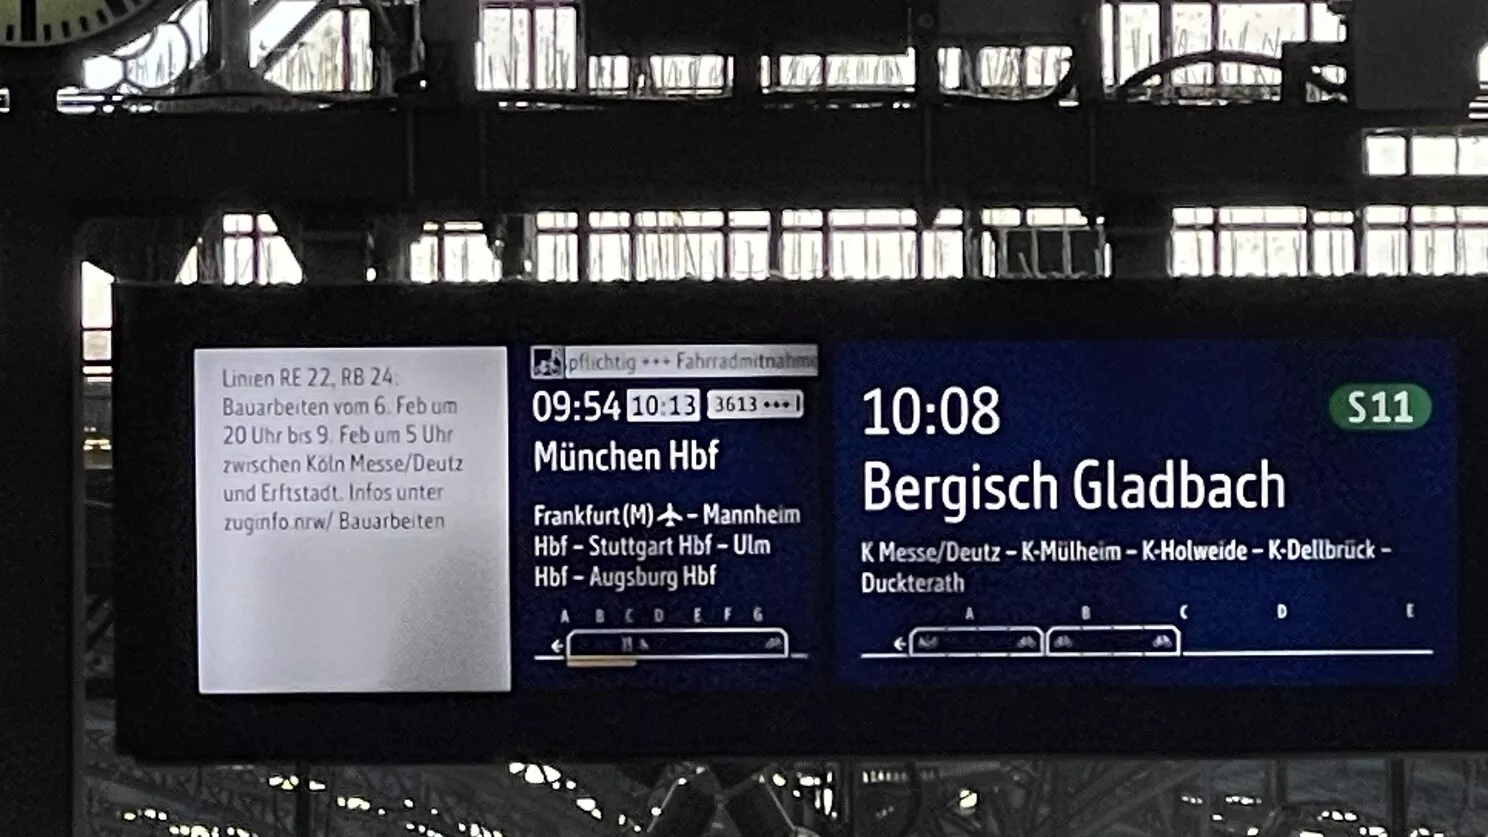 Linien RE 22, RB 24:
Bauarbeiten vom 6. Feb um
20 Uhr bis 9. Feb um 5 Uhr
zwischen Köln Messe/Deutz
und Erftstadt. Infos unter
zuginfo.nrw/ Bauarbeiten
pflichtig +++ Fahrradmitnahme
09:54 10:13 3613 •••
München Hbf
Frankfurt(M) ✈ – Mannheim
Hbf – Stuttgart Hbf – Ulm
Hbf – Augsburg Hbf
A B C D E F G
10:08 S11
Bergisch Gladbach
K Messe/Deutz – K-Mülheim – K-Holweide – K-Dellbrück –
Duckterath
A B C D E